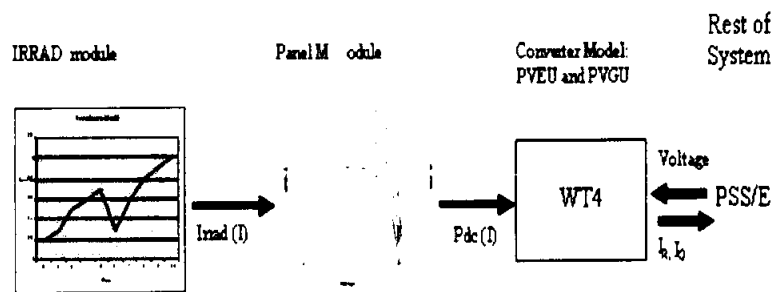 Rest of
System
IRRAD module
Panel M odule
Converter Model:
PVEU and PVGU
Voltage
WT4
PSS/E
Irrad (I)
Pdc (I)